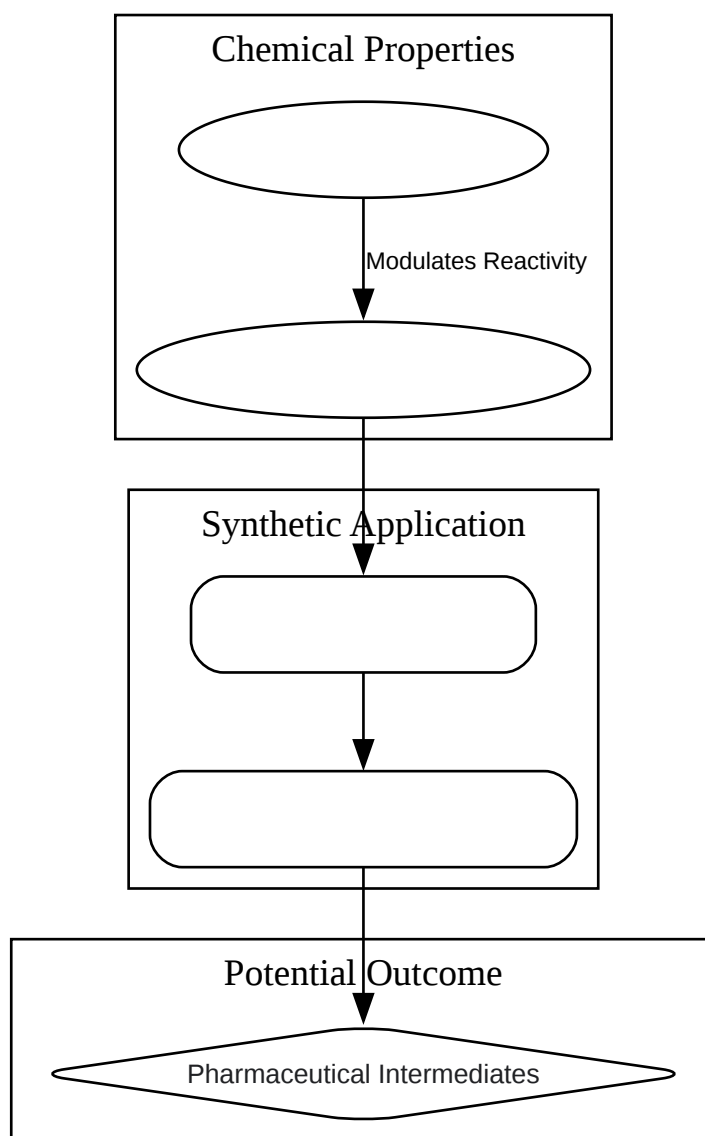 Chemical Properties
Modulates Reactivity
Synthetic Application
Potential Outcome
Pharmaceutical Intermediates